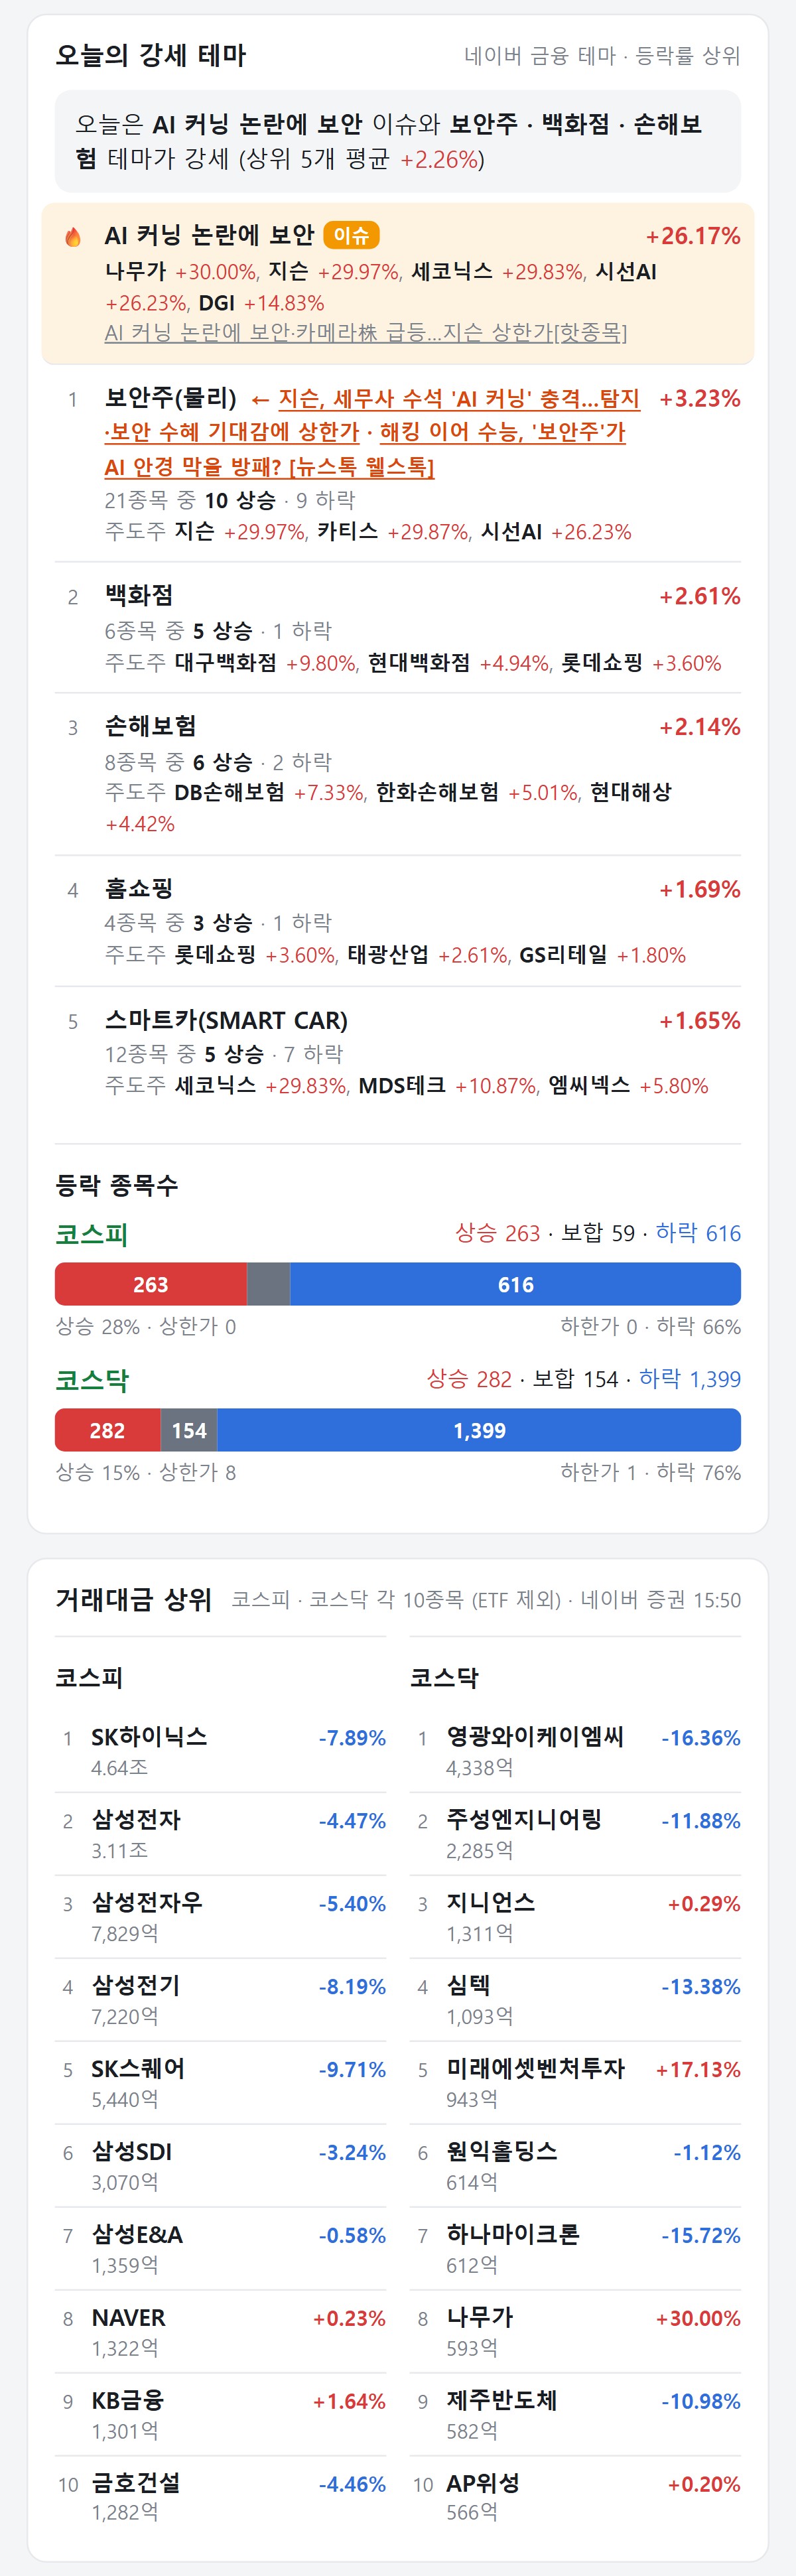 오늘의 강세 테마
네이버 금융 테마 · 등락률 상위
오늘은 AI 커닝 논란에 보안 이슈와 보안주 · 백화점 · 손해보
험 테마가 강세 (상위 5개 평균 +2.26%)
AI 커닝 논란에 보안 이슈 +26.17%
나무가 +30.00%, 지슨 +29.97%, 세코닉스 +29.83%, 시선AI
+26.23%, DGI +14.83%
AI 커닝 논란에 보안·카메라株 급등…지슨 상한가[핫종목]
1 보안주(물리) ← 지슨, 세무사 수석 'AI 커닝' 충격…탐지 +3.23%
·보안 수혜 기대감에 상한가 · 해킹 이어 수능, '보안주'가
AI 안경 막을 방패? [뉴스톡 웰스톡]
21종목 중 10 상승 · 9 하락
주도주 지슨 +29.97%, 카티스 +29.87%, 시선AI +26.23%
2 백화점 +2.61%
6종목 중 5 상승 · 1 하락
주도주 대구백화점 +9.80%, 현대백화점 +4.94%, 롯데쇼핑 +3.60%
3 손해보험 +2.14%
8종목 중 6 상승 · 2 하락
주도주 DB손해보험 +7.33%, 한화손해보험 +5.01%, 현대해상
+4.42%
4 홈쇼핑 +1.69%
4종목 중 3 상승 · 1 하락
주도주 롯데쇼핑 +3.60%, 태광산업 +2.61%, GS리테일 +1.80%
5 스마트카(SMART CAR) +1.65%
12종목 중 5 상승 · 7 하락
주도주 세코닉스 +29.83%, MDS테크 +10.87%, 엠씨넥스 +5.80%
등락 종목수
코스피 상승 263 · 보합 59 · 하락 616
263 616
상승 28% · 상한가 0 하한가 0 · 하락 66%
코스닥 상승 282 · 보합 154 · 하락 1,399
282 154 1,399
상승 15% · 상한가 8 하한가 1 · 하락 76%
거래대금 상위 코스피 · 코스닥 각 10종목 (ETF 제외) · 네이버 증권 15:50
코스피
1 SK하이닉스 -7.89%
4.64조
2 삼성전자 -4.47%
3.11조
3 삼성전자우 -5.40%
7,829억
4 삼성전기 -8.19%
7,220억
5 SK스퀘어 -9.71%
5,440억
6 삼성SDI -3.24%
3,070억
7 삼성E&A -0.58%
1,359억
8 NAVER +0.23%
1,322억
9 KB금융 +1.64%
1,301억
10 금호건설 -4.46%
1,282억
코스닥
1 영광와이케이엠씨 -16.36%
4,338억
2 주성엔지니어링 -11.88%
2,285억
3 지니언스 +0.29%
1,311억
4 심텍 -13.38%
1,093억
5 미래에셋벤처투자 +17.13%
943억
6 원익홀딩스 -1.12%
614억
7 하나마이크론 -15.72%
612억
8 나무가 +30.00%
593억
9 제주반도체 -10.98%
582억
10 AP위성 +0.20%
566억